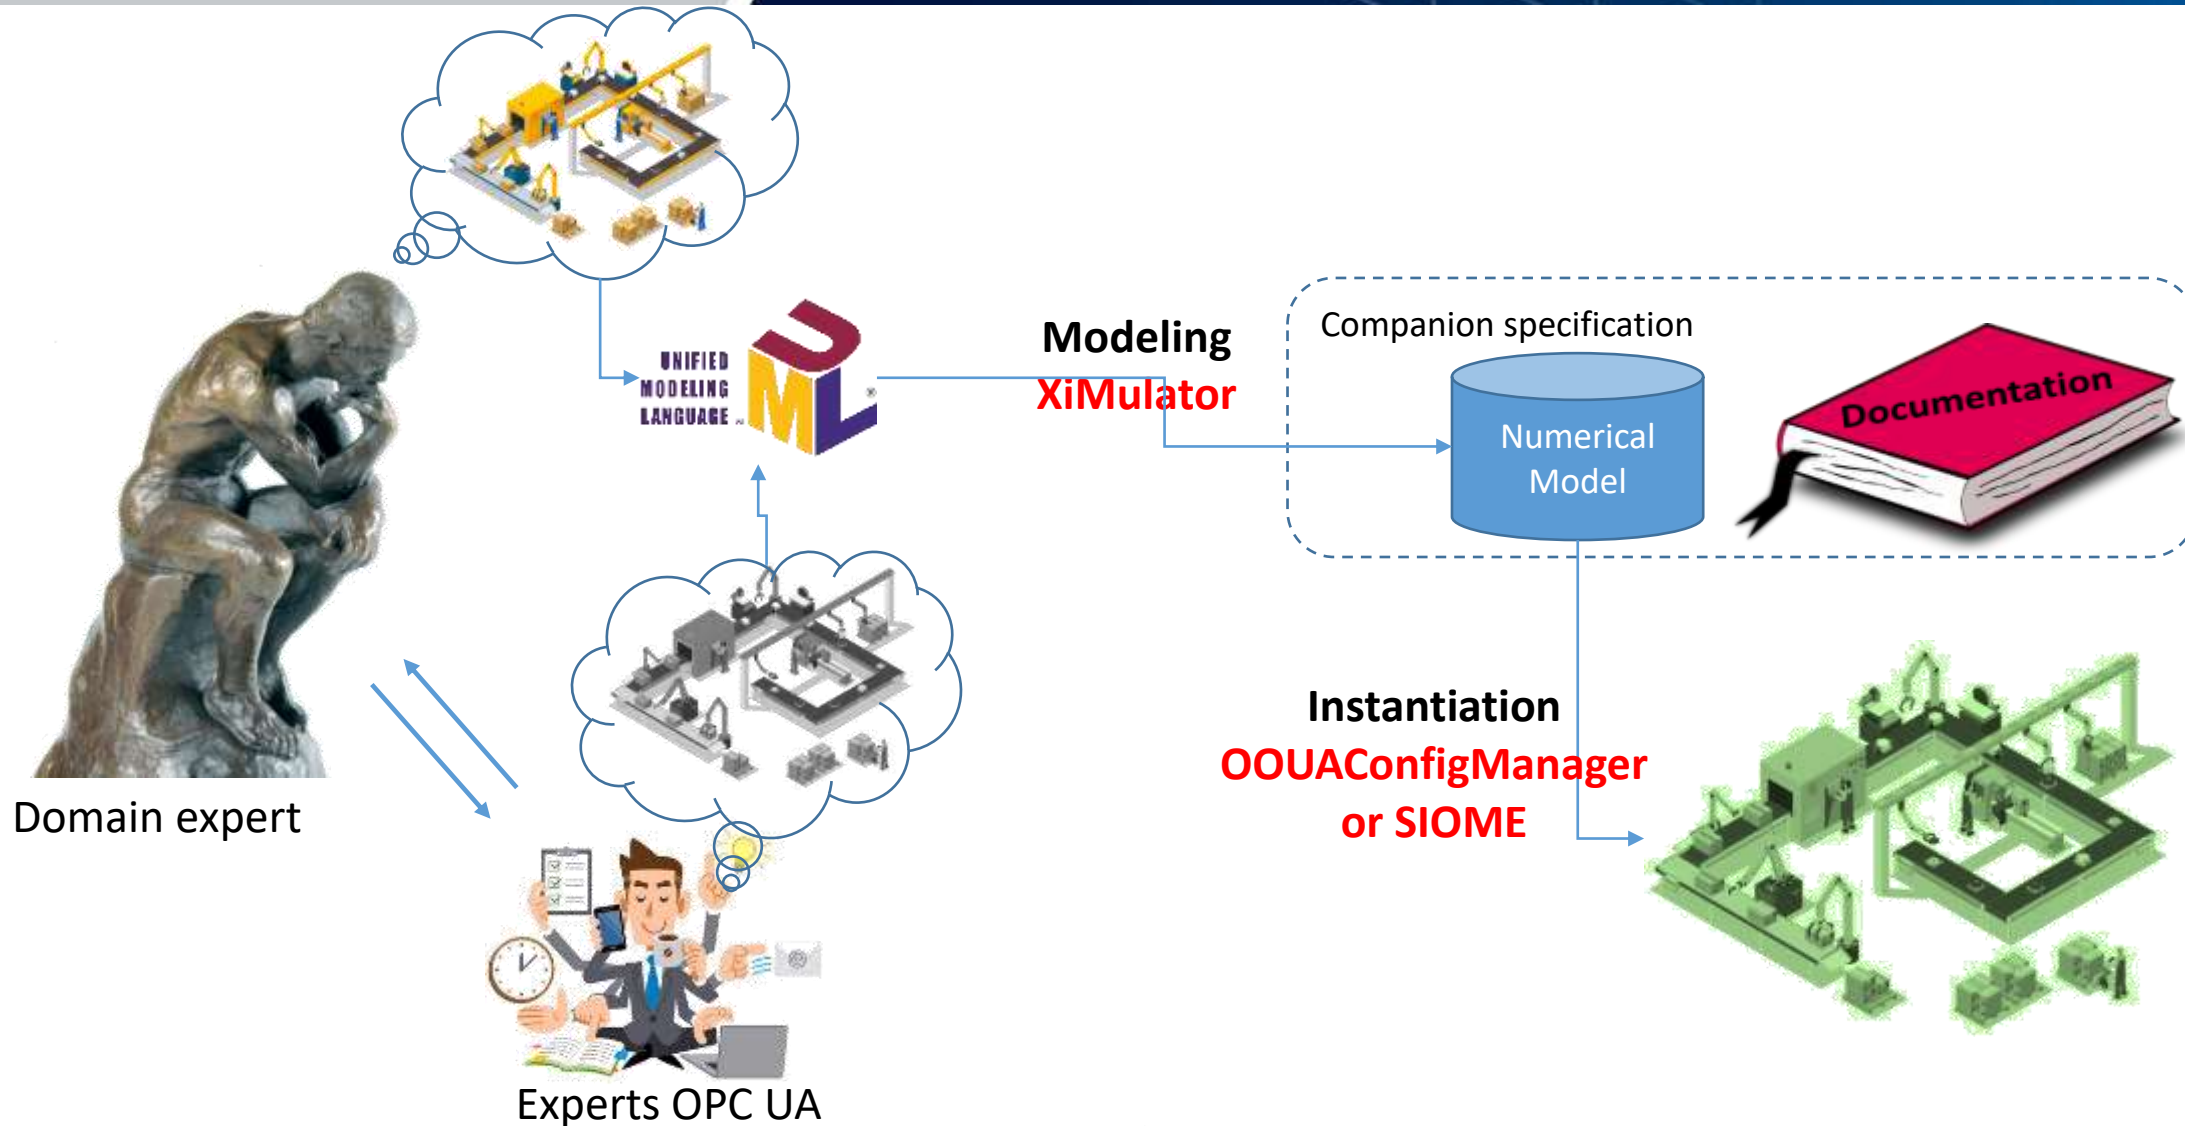 UNIFIED
MODELING
LANGUAGE
UML
®
Modeling
XiMulator
Companion specification
Numerical
Model
Documentation
Domain expert
Instantiation
OOUAConfigManager
or SIOME
Experts OPC UA